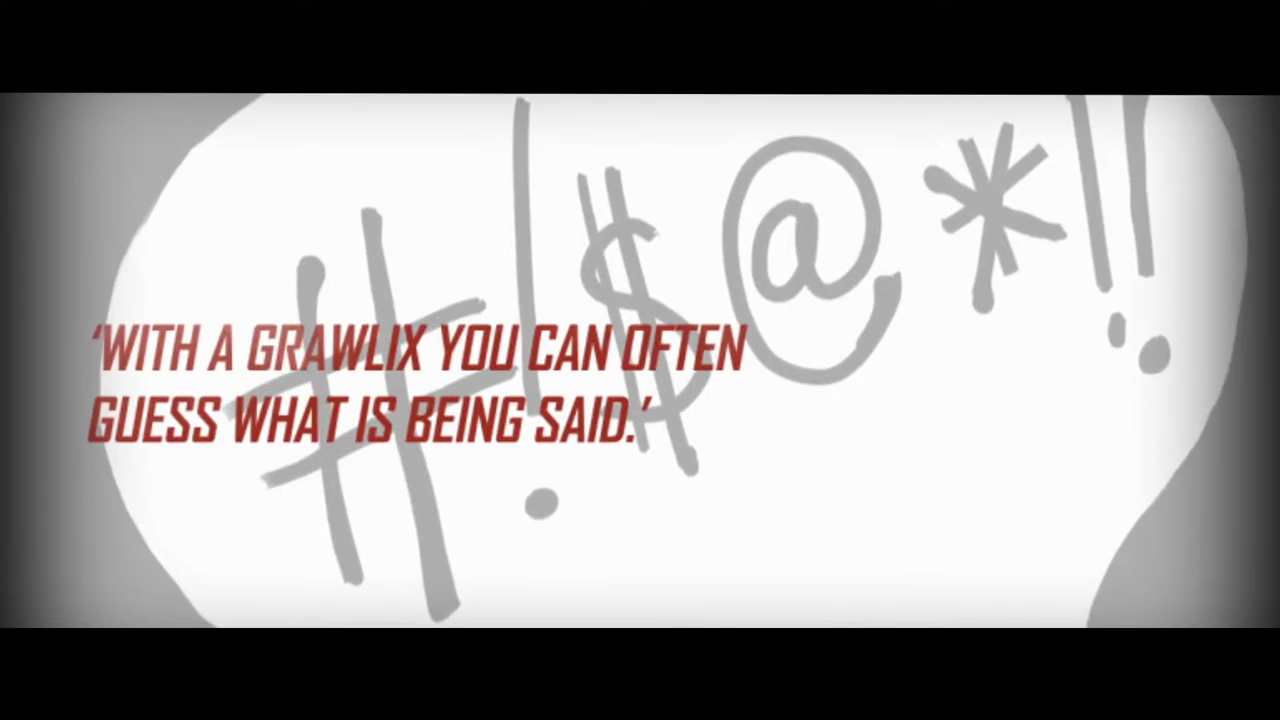 #!$@*!!
‘WITH A GRAWLIX YOU CAN OFTEN
GUESS WHAT IS BEING SAID.’